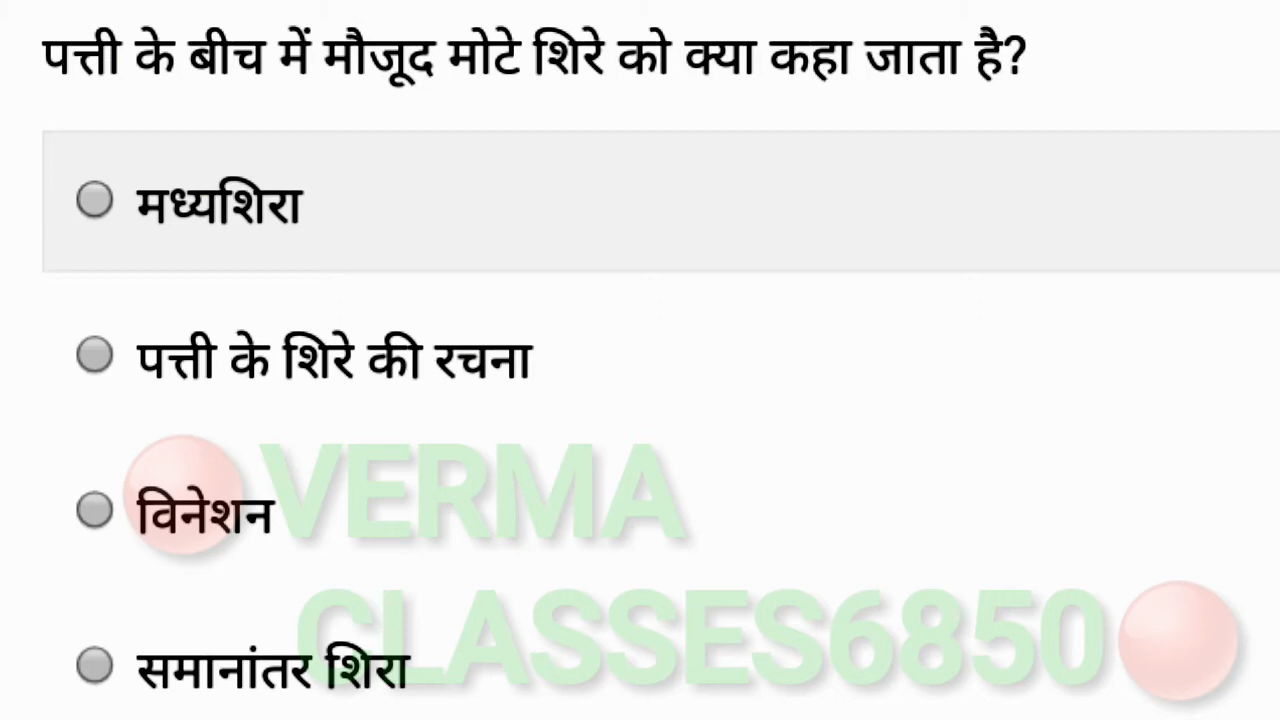 पत्ती के बीच में मौजूद मोटे शिरे को क्या कहा जाता है?
मध्यशिरा
पत्ती के शिरे की रचना
विनेशन
VERMA
CLASSES6850
समानांतर शिरा